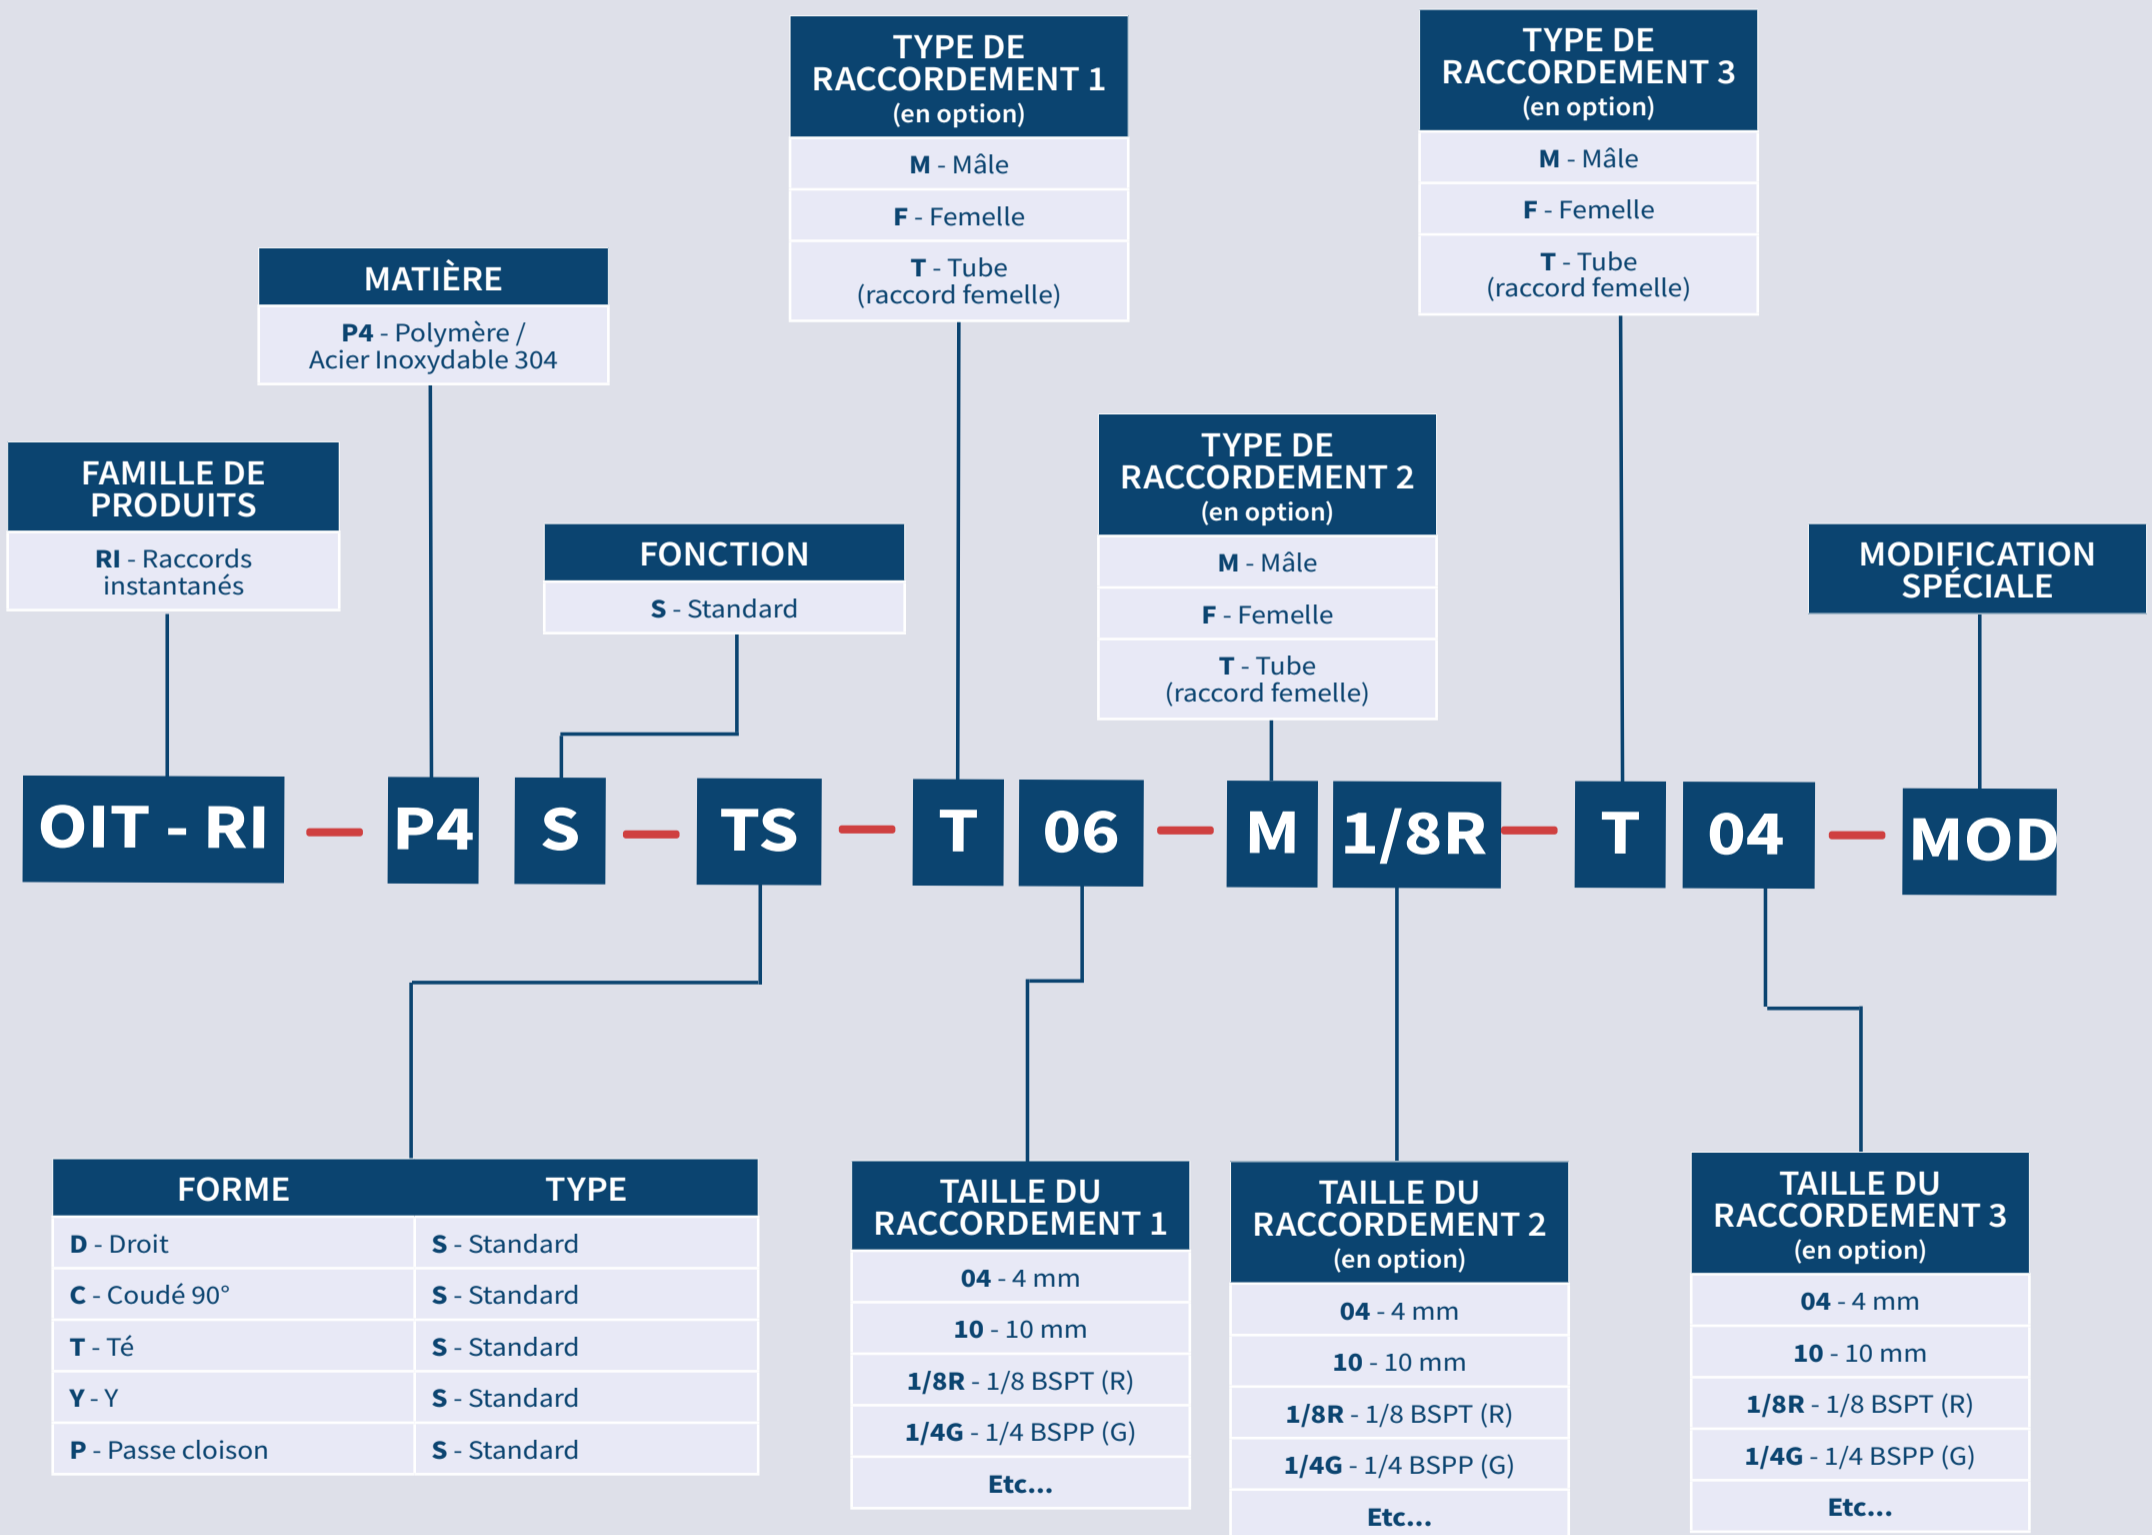 TYPE DE
RACCORDEMENT 1
(en option)
M - Mâle
F - Femelle
T - Tube
(raccord femelle)
TYPE DE
RACCORDEMENT 3
(en option)
M - Mâle
F - Femelle
T - Tube
(raccord femelle)
MATIÈRE
P4 - Polymère /
Acier Inoxydable 304
TYPE DE
RACCORDEMENT 2
(en option)
M - Mâle
F - Femelle
T - Tube
(raccord femelle)
FAMILLE DE
PRODUITS
RI - Raccords
instantanés
FONCTION
S - Standard
MODIFICATION
SPÉCIALE
OIT - RI — P4 S — TS — T 06 — M 1/8R — T 04 — MOD
FORME TYPE
D - Droit S - Standard
C - Coudé 90° S - Standard
T - Té S - Standard
Y - Y S - Standard
P - Passe cloison S - Standard
TAILLE DU
RACCORDEMENT 1
04 - 4 mm
10 - 10 mm
1/8R - 1/8 BSPT (R)
1/4G - 1/4 BSPP (G)
Etc...
TAILLE DU
RACCORDEMENT 2
(en option)
04 - 4 mm
10 - 10 mm
1/8R - 1/8 BSPT (R)
1/4G - 1/4 BSPP (G)
Etc...
TAILLE DU
RACCORDEMENT 3
(en option)
04 - 4 mm
10 - 10 mm
1/8R - 1/8 BSPT (R)
1/4G - 1/4 BSPP (G)
Etc...